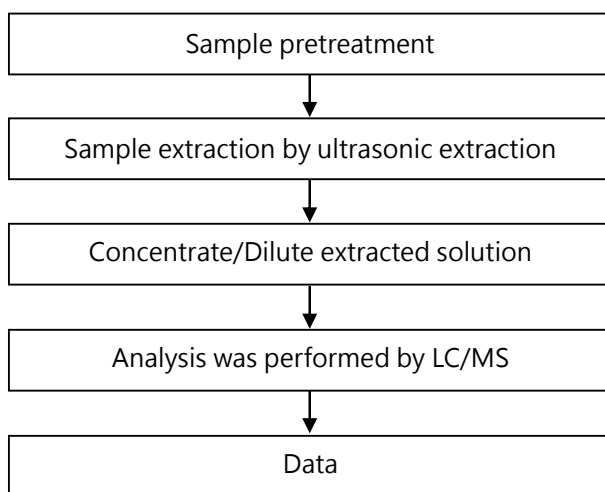 Sample pretreatment
Sample extraction by ultrasonic extraction
Concentrate/Dilute extracted solution
Analysis was performed by LC/MS
Data